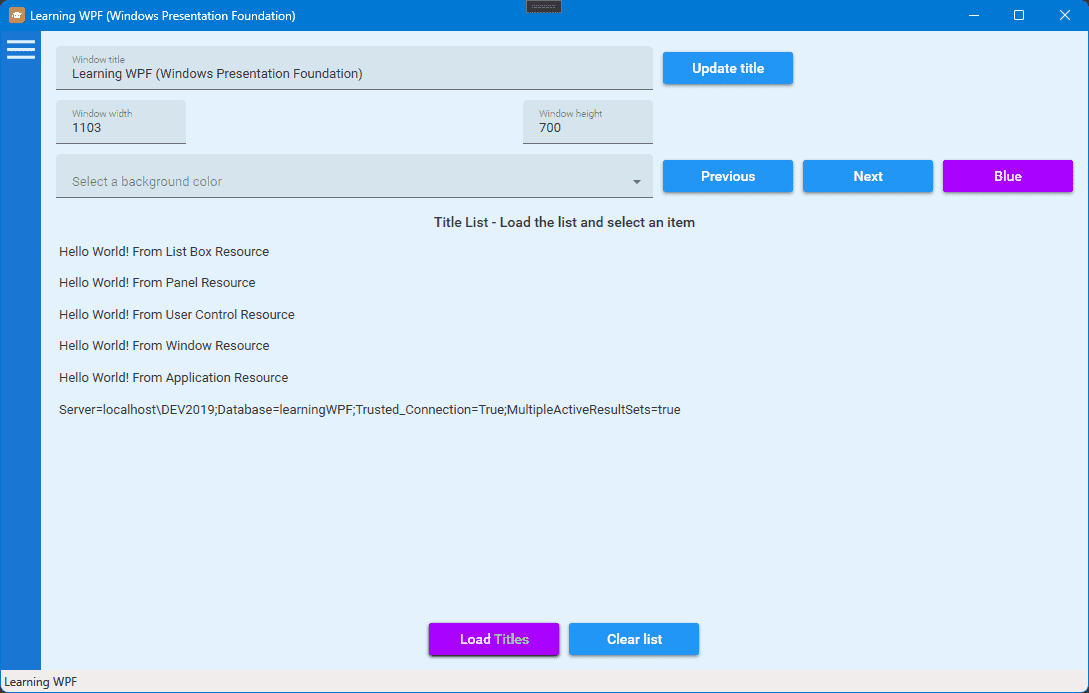 Learning WPF (Windows Presentation Foundation)
Window title
Learning WPF (Windows Presentation Foundation)
Update title
Window width
1103
Window height
700
Select a background color
Previous
Next
Blue
Title List - Load the list and select an item
Hello World! From List Box Resource
Hello World! From Panel Resource
Hello World! From User Control Resource
Hello World! From Window Resource
Hello World! From Application Resource
Server=localhost\DEV2019;Database=learningWPF;Trusted_Connection=True;MultipleActiveResultSets=true
Load Titles
Clear list
Learning WPF